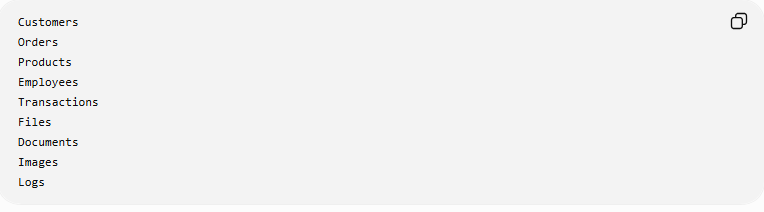 Customers
Orders
Products
Employees
Transactions
Files
Documents
Images
Logs